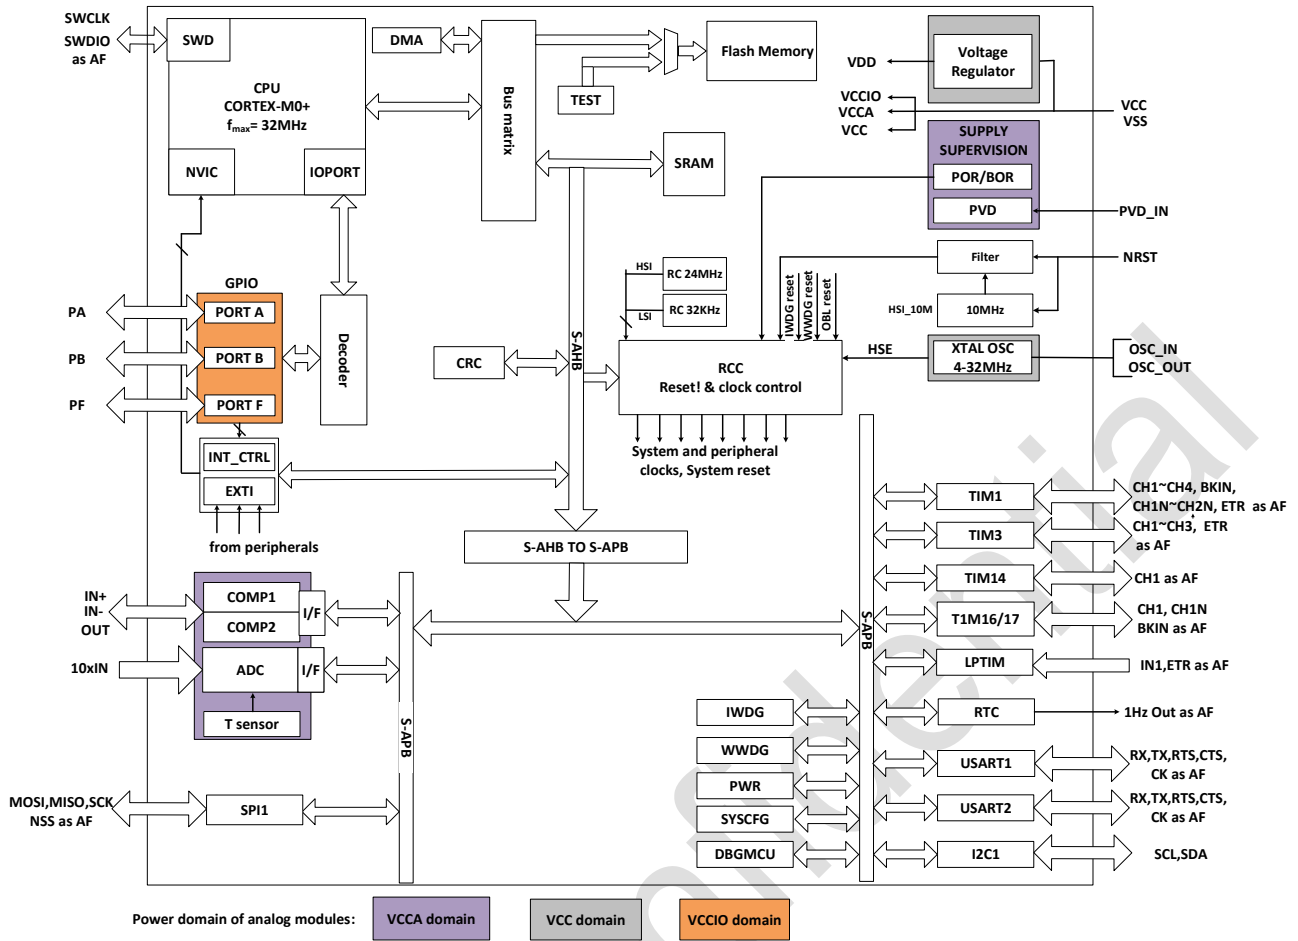 SWCLK
SWDIO
as AF
SWD
CPU
CORTEX-M0+
fmax= 32MHz
NVIC
IOPORT
DMA
Bus matrix
TEST
Flash Memory
SRAM
Voltage
Regulator
VDD
VCCIO
VCCA
VCC
VCC
VSS
SUPPLY
SUPERVISION
POR/BOR
PVD
PVD_IN
Filter
NRST
HSI_10M
10MHz
HSI
RC 24MHz
LSI
RC 32KHz
IWDG reset
WWDG reset
OBL reset
GPIO
PA
PORT A
PB
PORT B
PF
PORT F
Decoder
CRC
S-AHB
RCC
Reset! & clock control
HSE
XTAL OSC
4-32MHz
OSC_IN
OSC_OUT
System and peripheral
clocks, System reset
INT_CTRL
EXTI
from peripherals
S-AHB TO S-APB
IN+
IN-
OUT
COMP1
COMP2
I/F
10xIN
ADC
I/F
T sensor
S-APB
MOSI,MISO,SCK
NSS as AF
SPI1
S-APB
TIM1
CH1~CH4, BKIN,
CH1N~CH2N, ETR as AF
TIM3
CH1~CH3, ETR
as AF
TIM14
CH1 as AF
T1M16/17
CH1, CH1N
BKIN as AF
LPTIM
IN1,ETR as AF
IWDG
RTC
1Hz Out as AF
WWDG
USART1
RX,TX,RTS,CTS,
CK as AF
PWR
SYSCFG
USART2
RX,TX,RTS,CTS,
CK as AF
DBGMCU
I2C1
SCL,SDA
Power domain of analog modules:
VCCA domain
VCC domain
VCCIO domain
nfidential